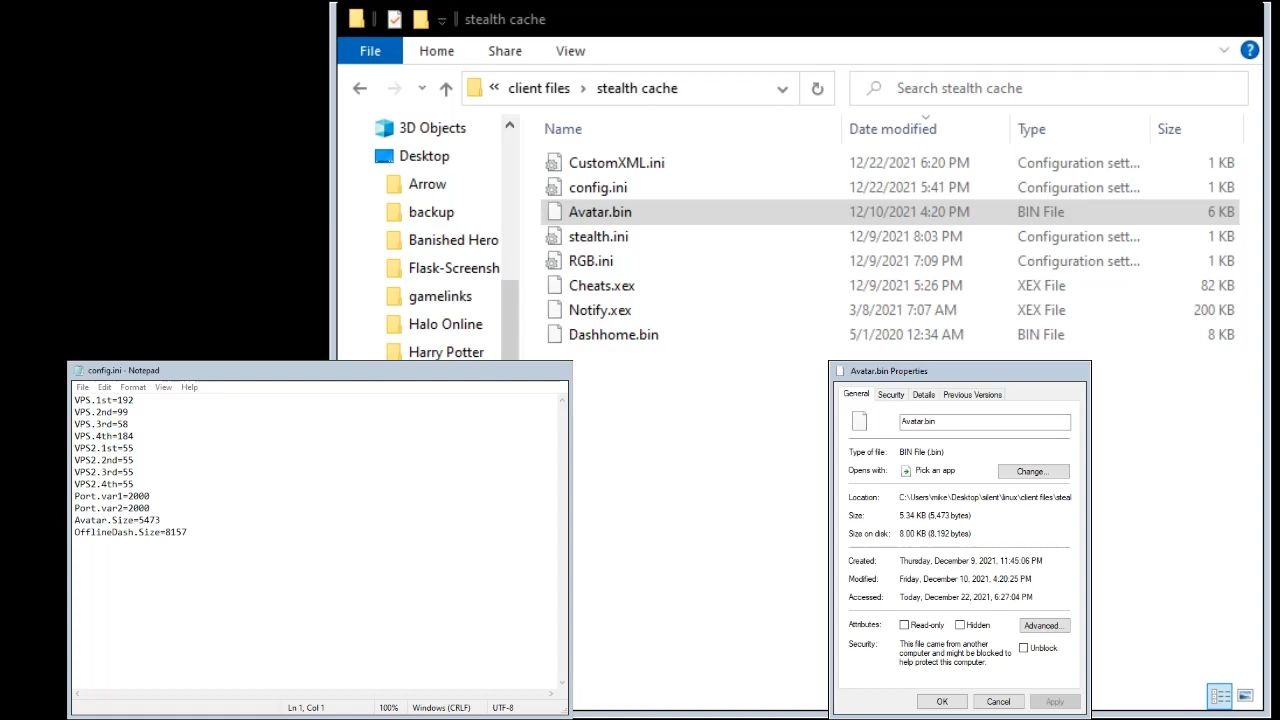 stealth cache
File Home Share View
« client files > stealth cache
Search stealth cache
3D Objects
Desktop
Arrow
backup
Banished Hero
Flask-Screensh
gamelinks
Halo Online
Harry Potter
Name Date modified Type Size
CustomXML.ini 12/22/2021 6:20 PM Configuration sett... 1 KB
config.ini 12/22/2021 5:41 PM Configuration sett... 1 KB
Avatar.bin 12/10/2021 4:20 PM BIN File 6 KB
stealth.ini 12/9/2021 8:03 PM Configuration sett... 1 KB
RGB.ini 12/9/2021 7:09 PM Configuration sett... 1 KB
Cheats.xex 12/9/2021 5:26 PM XEX File 82 KB
Notify.xex 3/8/2021 7:07 AM XEX File 200 KB
Dashhome.bin 5/1/2020 12:34 AM BIN File 8 KB
config.ini - Notepad
File Edit Format View Help
VPS.1st=192
VPS.2nd=99
VPS.3rd=58
VPS.4th=184
VPS2.1st=55
VPS2.2nd=55
VPS2.3rd=55
VPS2.4th=55
Port.var1=2000
Port.var2=2000
Avatar.Size=5473
OfflineDash.Size=8157
Ln 1, Col 1 100% Windows (CRLF) UTF-8
Avatar.bin Properties
General Security Details Previous Versions
Avatar.bin
Type of file: BIN File (.bin)
Opens with: Pick an app Change...
Location: C:\Users\mike\Desktop\silent\linux\client files\steal
Size: 5.34 KB (5,473 bytes)
Size on disk: 8.00 KB (8,192 bytes)
Created: Thursday, December 9, 2021, 11:45:06 PM
Modified: Friday, December 10, 2021, 4:20:25 PM
Accessed: Today, December 22, 2021, 6:27:04 PM
Attributes: Read-only Hidden Advanced...
Security: This file came from another
computer and might be blocked to
help protect this computer.
Unblock
OK Cancel Apply